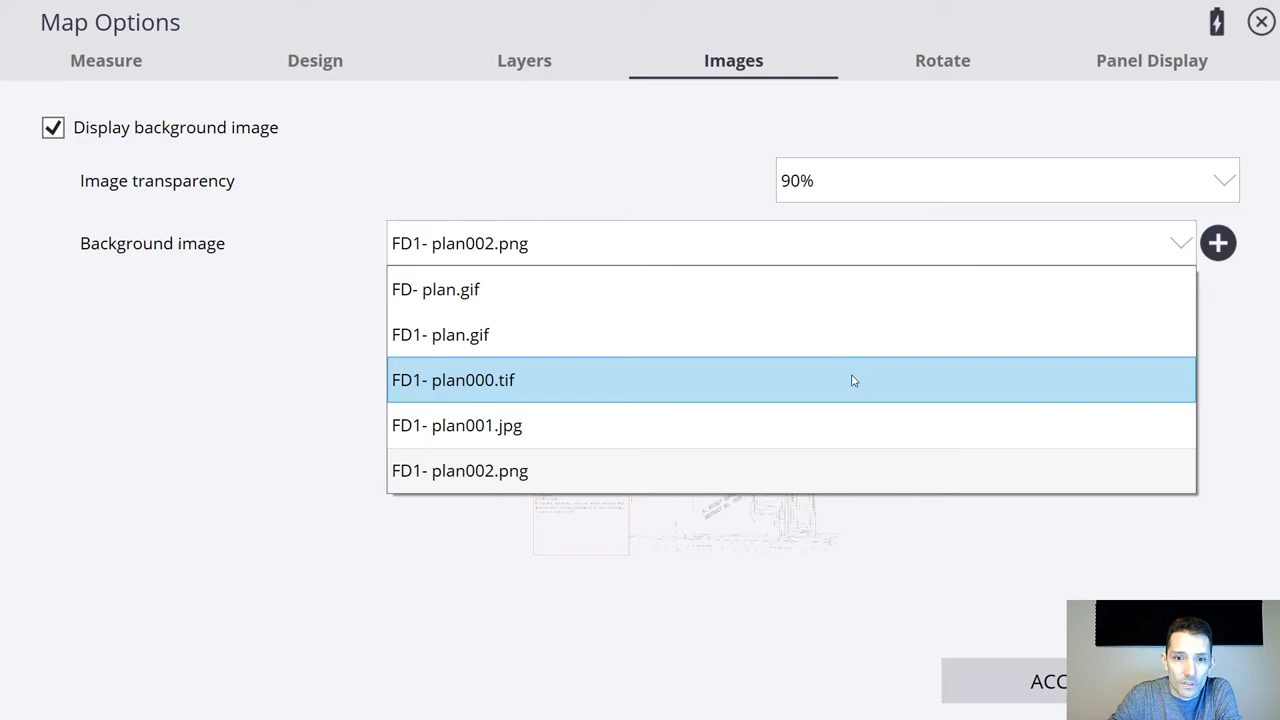 Map Options
Measure Design Layers Images Rotate Panel Display
Display background image
Image transparency 90%
Background image FD1- plan002.png
FD- plan.gif
FD1- plan.gif
FD1- plan000.tif
FD1- plan001.jpg
FD1- plan002.png